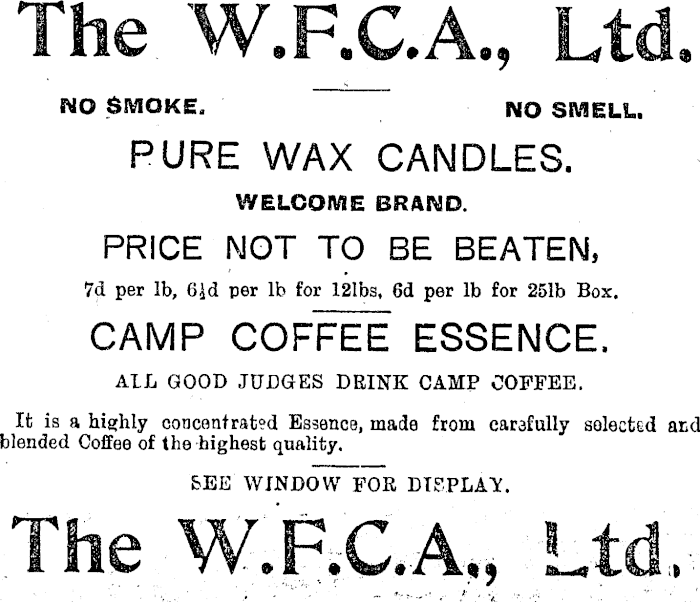 The W.F.C.A., Ltd.
NO SMOKE. NO SMELL.
PURE WAX CANDLES.
WELCOME BRAND.
PRICE NOT TO BE BEATEN,
7d per lb, 6½d per lb for 12lbs, 6d per lb for 25lb Box.
CAMP COFFEE ESSENCE.
ALL GOOD JUDGES DRINK CAMP COFFEE.
It is a highly concentrated Essence, made from carefully selected and
blended Coffee of the highest quality.
SEE WINDOW FOR DISPLAY.
The W.F.C.A., Ltd.